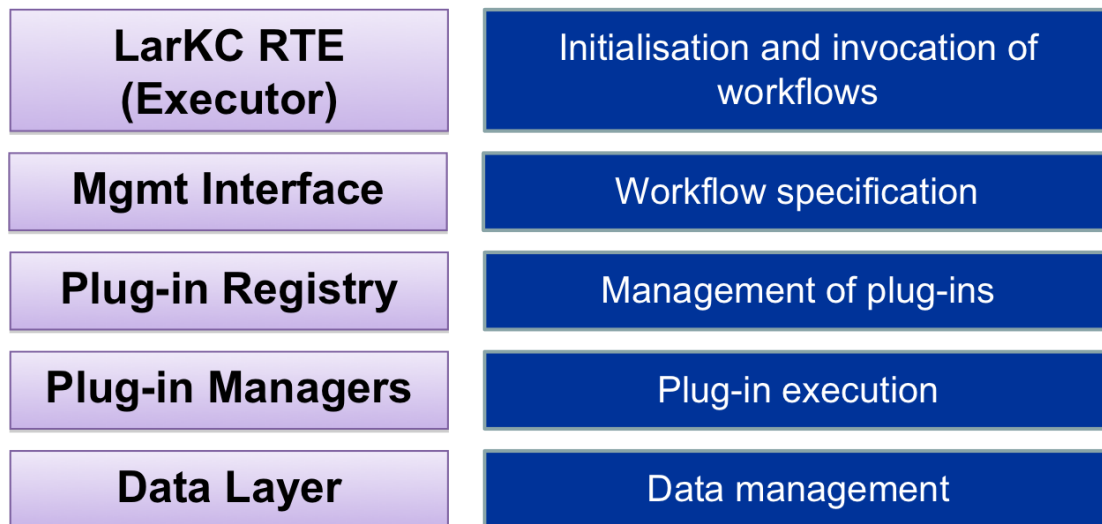 LarKC RTE
(Executor)
Initialisation and invocation of
workflows
Mgmt Interface
Workflow specification
Plug-in Registry
Management of plug-ins
Plug-in Managers
Plug-in execution
Data Layer
Data management